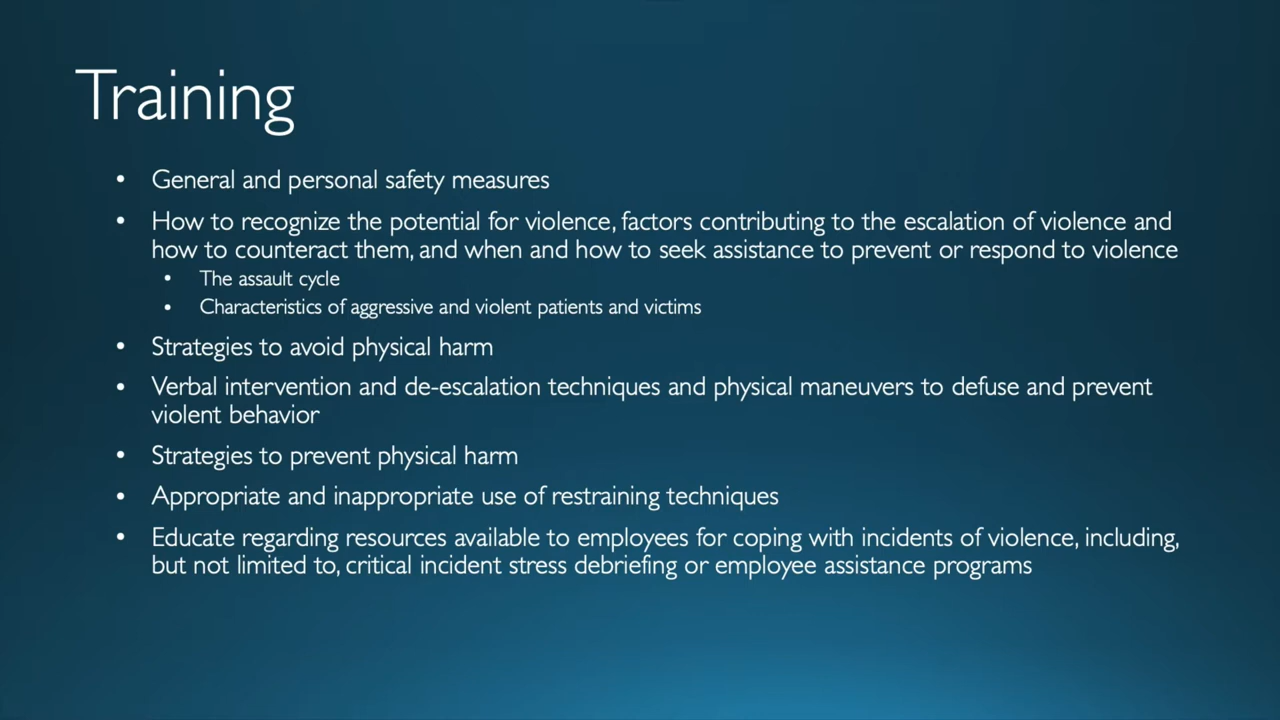 Training
• General and personal safety measures
• How to recognize the potential for violence, factors contributing to the escalation of violence and
how to counteract them, and when and how to seek assistance to prevent or respond to violence
• The assault cycle
• Characteristics of aggressive and violent patients and victims
• Strategies to avoid physical harm
• Verbal intervention and de-escalation techniques and physical maneuvers to defuse and prevent
violent behavior
• Strategies to prevent physical harm
• Appropriate and inappropriate use of restraining techniques
• Educate regarding resources available to employees for coping with incidents of violence, including,
but not limited to, critical incident stress debriefing or employee assistance programs